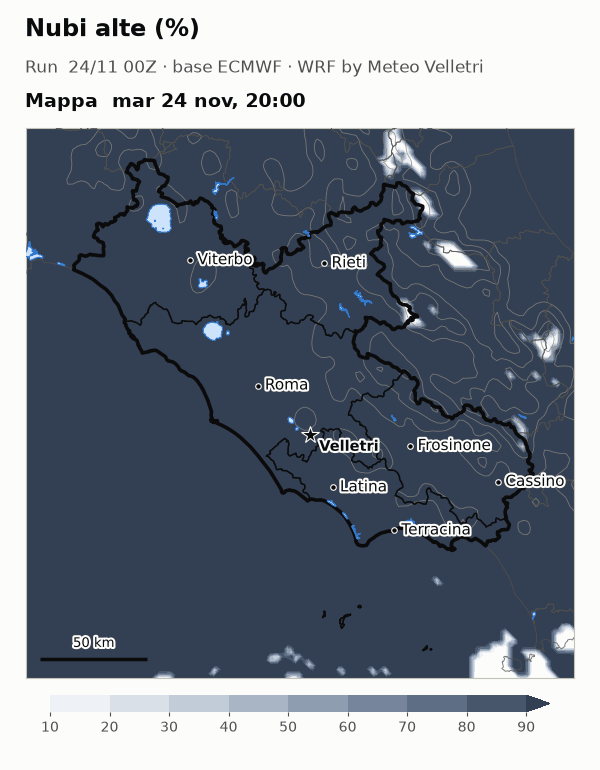 Nubi alte (%)
Run 24/11 00Z · base ECMWF · WRF by Meteo Velletri
Mappa mar 24 nov, 20:00
Viterbo
Rieti
Roma
Velletri
Frosinone
Cassino
Latina
Terracina
50 km
10 20 30 40 50 60 70 80 90